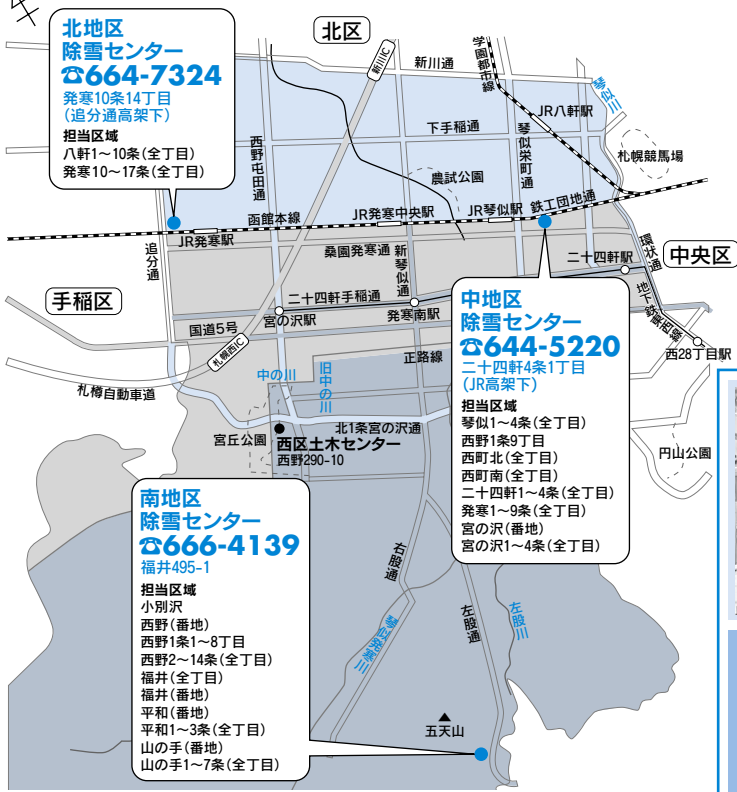 北地区
除雪センター
☎664-7324
発寒10条14丁目
(追分通高架下)
担当区域
八軒1～10条(全丁目)
発寒10～17条(全丁目)
北区
新川IC
新川通
学園都市線
琴似川
JR八軒駅
下手稲通
西野屯田通
琴似栄町通
札幌競馬場
農試公園
函館本線
JR発寒中央駅
JR琴似駅
鉄工団地通
JR発寒駅
追分通
桑園発寒通
新琴似通
二十四軒駅
環状通
中央区
手稲区
二十四軒手稲通
宮の沢駅
発寒南駅
地下鉄東西線
国道5号
札幌西IC
正路線
西28丁目駅
札樽自動車道
中の川
旧中の川
北1条宮の沢通
宮丘公園
西区土木センター
西野290-10
円山公園
中地区
除雪センター
☎644-5220
二十四軒4条1丁目
(JR高架下)
担当区域
琴似1～4条(全丁目)
西野1条9丁目
西町北(全丁目)
西町南(全丁目)
二十四軒1～4条(全丁目)
発寒1～9条(全丁目)
宮の沢(番地)
宮の沢1～4条(全丁目)
南地区
除雪センター
☎666-4139
福井495-1
担当区域
小別沢
西野(番地)
西野1条1～8丁目
西野2～14条(全丁目)
福井(全丁目)
福井(番地)
平和(番地)
平和1～3条(全丁目)
山の手(番地)
山の手1～7条(全丁目)
右股通
琴似発寒川
左股通
左股川
五天山